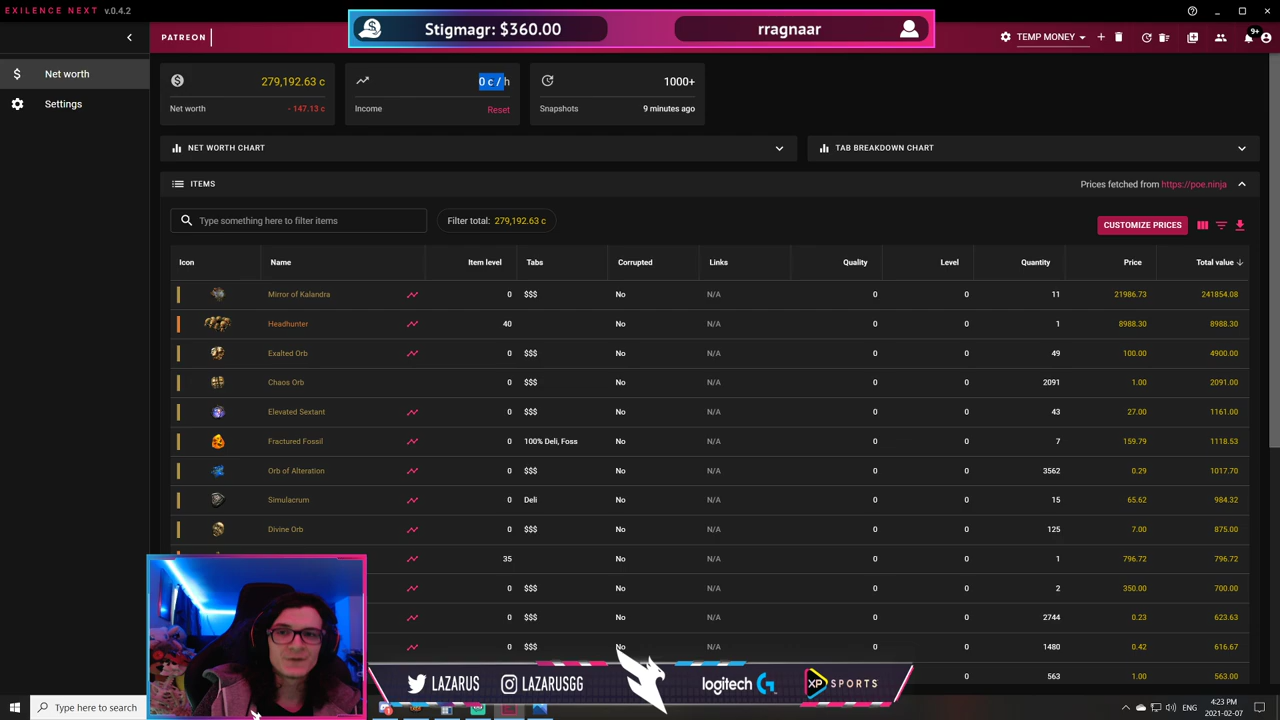 EXILENCE NEXT v.0.4.2
Stigmagr: $360.00
rragnaar
PATREON
TEMP MONEY
9+
Net worth
Settings
279,192.63 c
Net worth
- 147.13 c
0 c / h
Income
Reset
1000+
Snapshots
9 minutes ago
NET WORTH CHART
TAB BREAKDOWN CHART
ITEMS
Prices fetched from https://poe.ninja
Type something here to filter items
Filter total: 279,192.63 c
CUSTOMIZE PRICES
Icon Name Item level Tabs Corrupted Links Quality Level Quantity Price Total value
Mirror of Kalandra 0 $$$ No N/A 0 0 11 21986.73 241854.08
Headhunter 40 No N/A 0 0 1 8988.30 8988.30
Exalted Orb 0 $$$ No N/A 0 0 49 100.00 4900.00
Chaos Orb 0 $$$ No N/A 0 0 2091 1.00 2091.00
Elevated Sextant 0 $$$ No N/A 0 0 43 27.00 1161.00
Fractured Fossil 0 100% Deli, Foss No N/A 0 0 7 159.79 1118.53
Orb of Alteration 0 $$$ No N/A 0 0 3562 0.29 1017.70
Simulacrum 0 Deli No N/A 0 0 15 65.62 984.32
Divine Orb 0 $$$ No N/A 0 0 125 7.00 875.00
35 No N/A 0 0 1 796.72 796.72
0 $$$ No N/A 0 0 2 350.00 700.00
0 $$$ No N/A 0 0 2744 0.23 623.63
0 $$$ No N/A 0 0 1480 0.42 616.67
563 1.00 563.00
LAZARUS
LAZARUSGG
logitech G
XP SPORTS
Type here to search
ENG
4:23 PM
2021-02-07